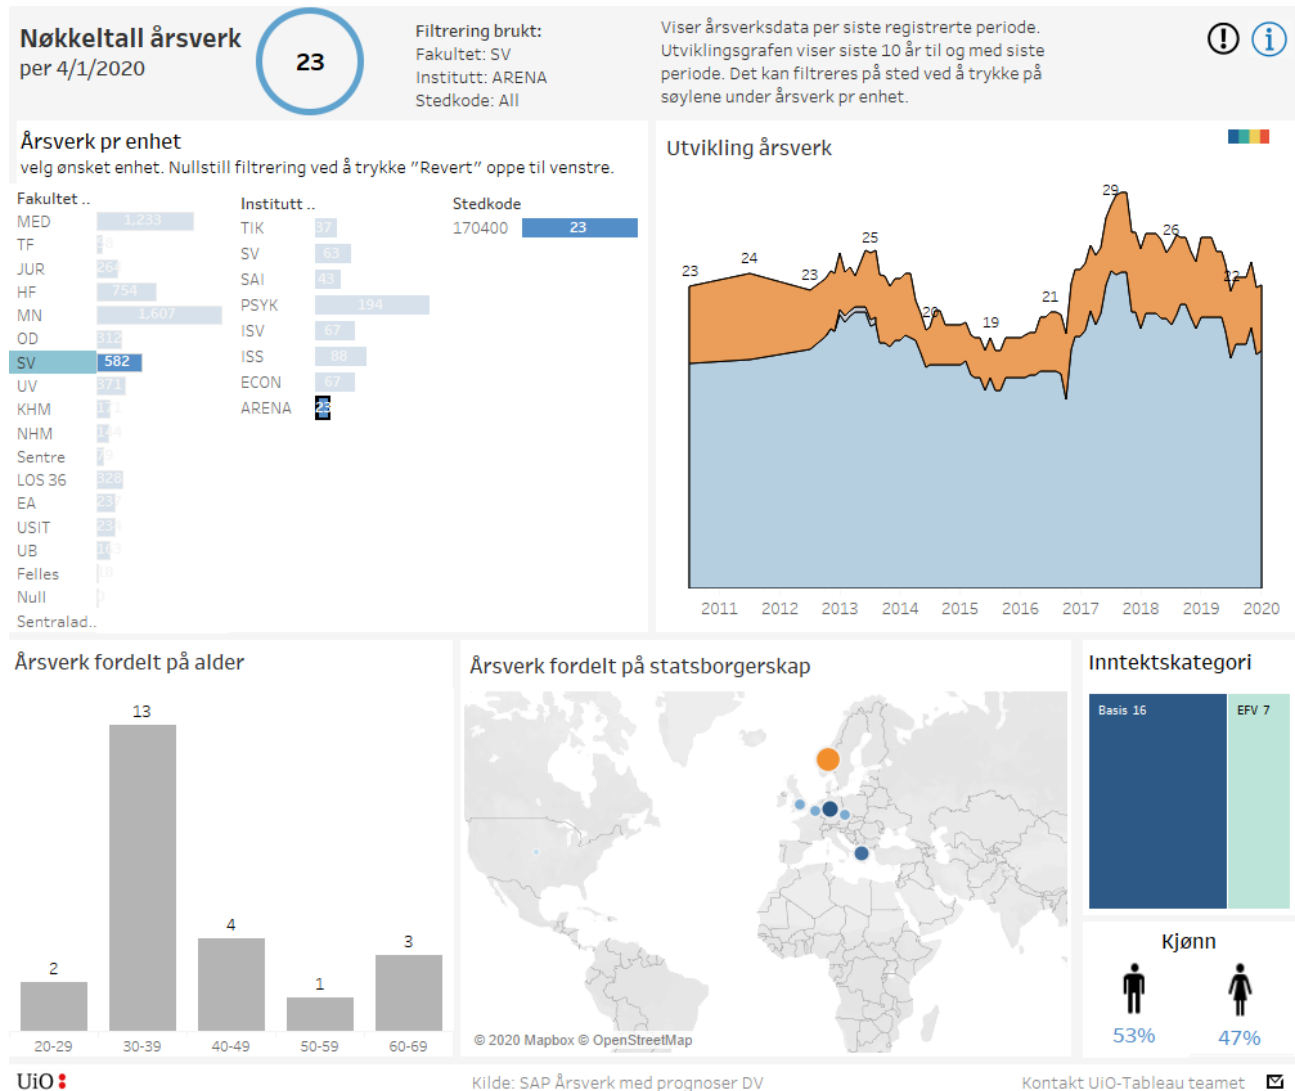 Nøkkeltall årsverk
per 4/1/2020
23
Filtrering brukt:
Fakultet: SV
Institutt: ARENA
Stedkode: All
Viser årsverksdata per siste registrerte periode.
Utviklingsgrafen viser siste 10 år til og med siste
periode. Det kan filtreres på sted ved å trykke på
søylene under årsverk pr enhet.
Årsverk pr enhet
velg ønsket enhet. Nullstill filtrering ved å trykke "Revert" oppe til venstre.
Fakultet ..
MED 1,233
TF
JUR 264
HF 754
MN 1,607
OD 312
SV 582
UV 371
KHM 171
NHM 144
Sentre 79
LOS 36 328
EA 237
USIT
UB 163
Felles 18
Null 0
Sentralad..
Institutt ..
TIK 37
SV 63
SAI 43
PSYK 194
ISV 67
ISS 88
ECON 67
ARENA 23
Stedkode
170400 23
Utvikling årsverk
23
24
23
25
20
19
21
29
26
22
2011 2012 2013 2014 2015 2016 2017 2018 2019 2020
Årsverk fordelt på alder
2
13
4
1
3
20-29 30-39 40-49 50-59 60-69
Årsverk fordelt på statsborgerskap
© 2020 Mapbox © OpenStreetMap
Inntektskategori
Basis 16
EFV 7
Kjønn
53% 47%
UiO
Kilde: SAP Årsverk med prognoser DV
Kontakt UiO-Tableau teamet